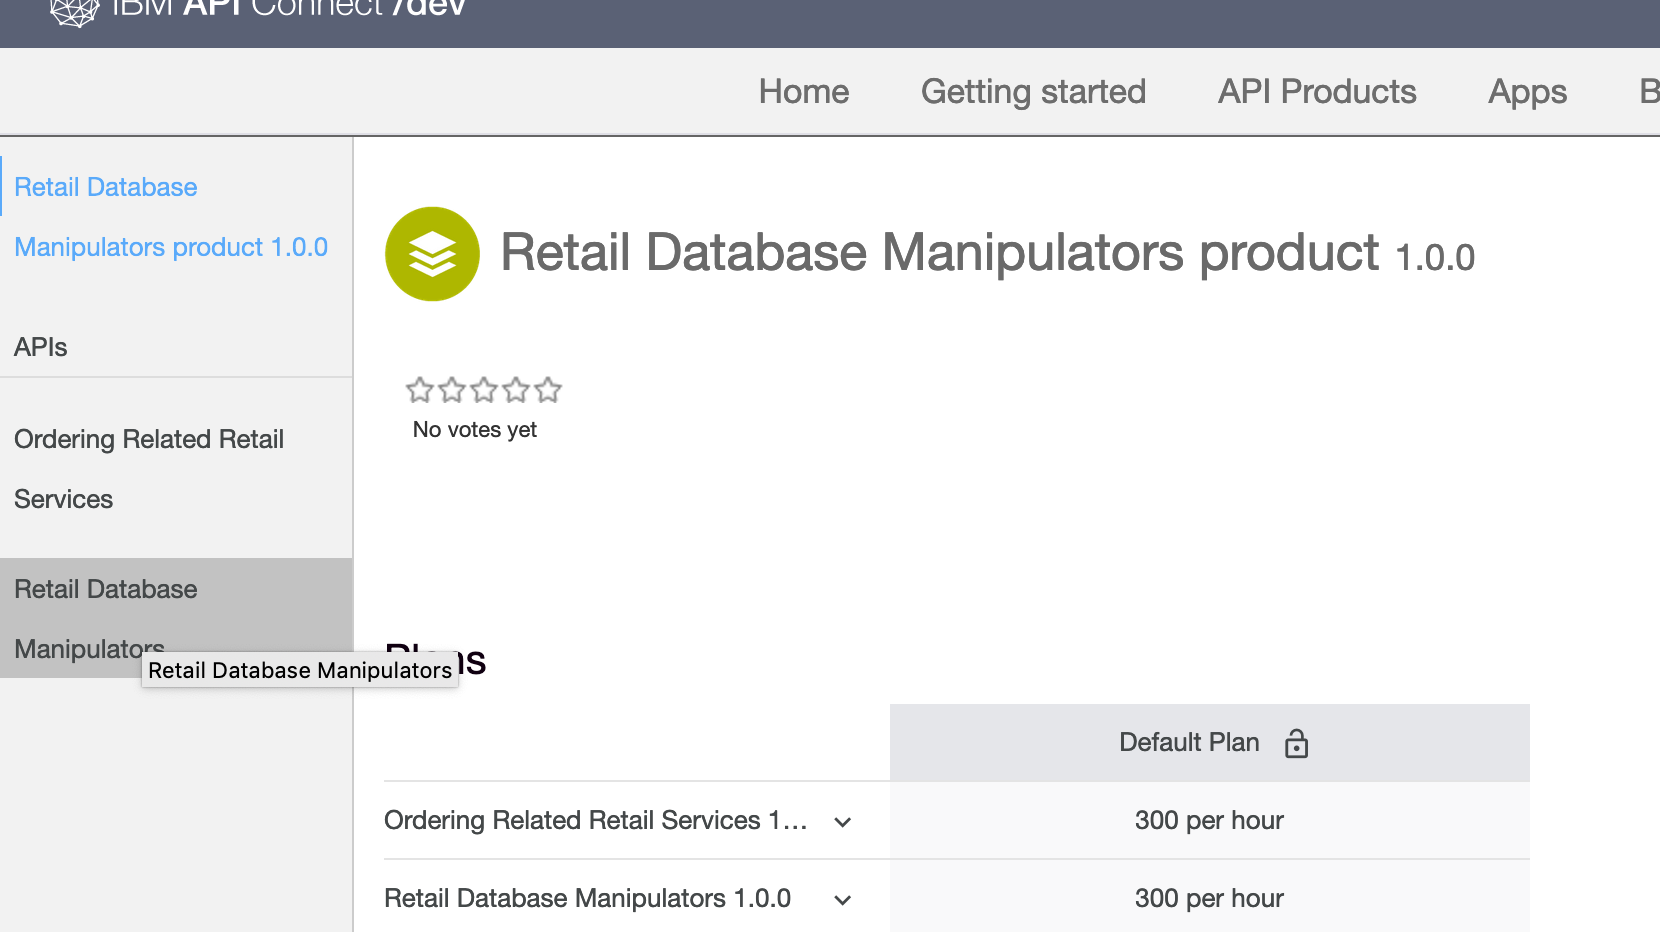 IBM API Connect /dev
Home Getting started API Products Apps B
Retail Database
Manipulators product 1.0.0
APIs
Ordering Related Retail
Services
Retail Database
Manipulators
Retail Database Manipulators
Retail Database Manipulators product 1.0.0
No votes yet
Plans
Default Plan
Ordering Related Retail Services 1... 300 per hour
Retail Database Manipulators 1.0.0 300 per hour